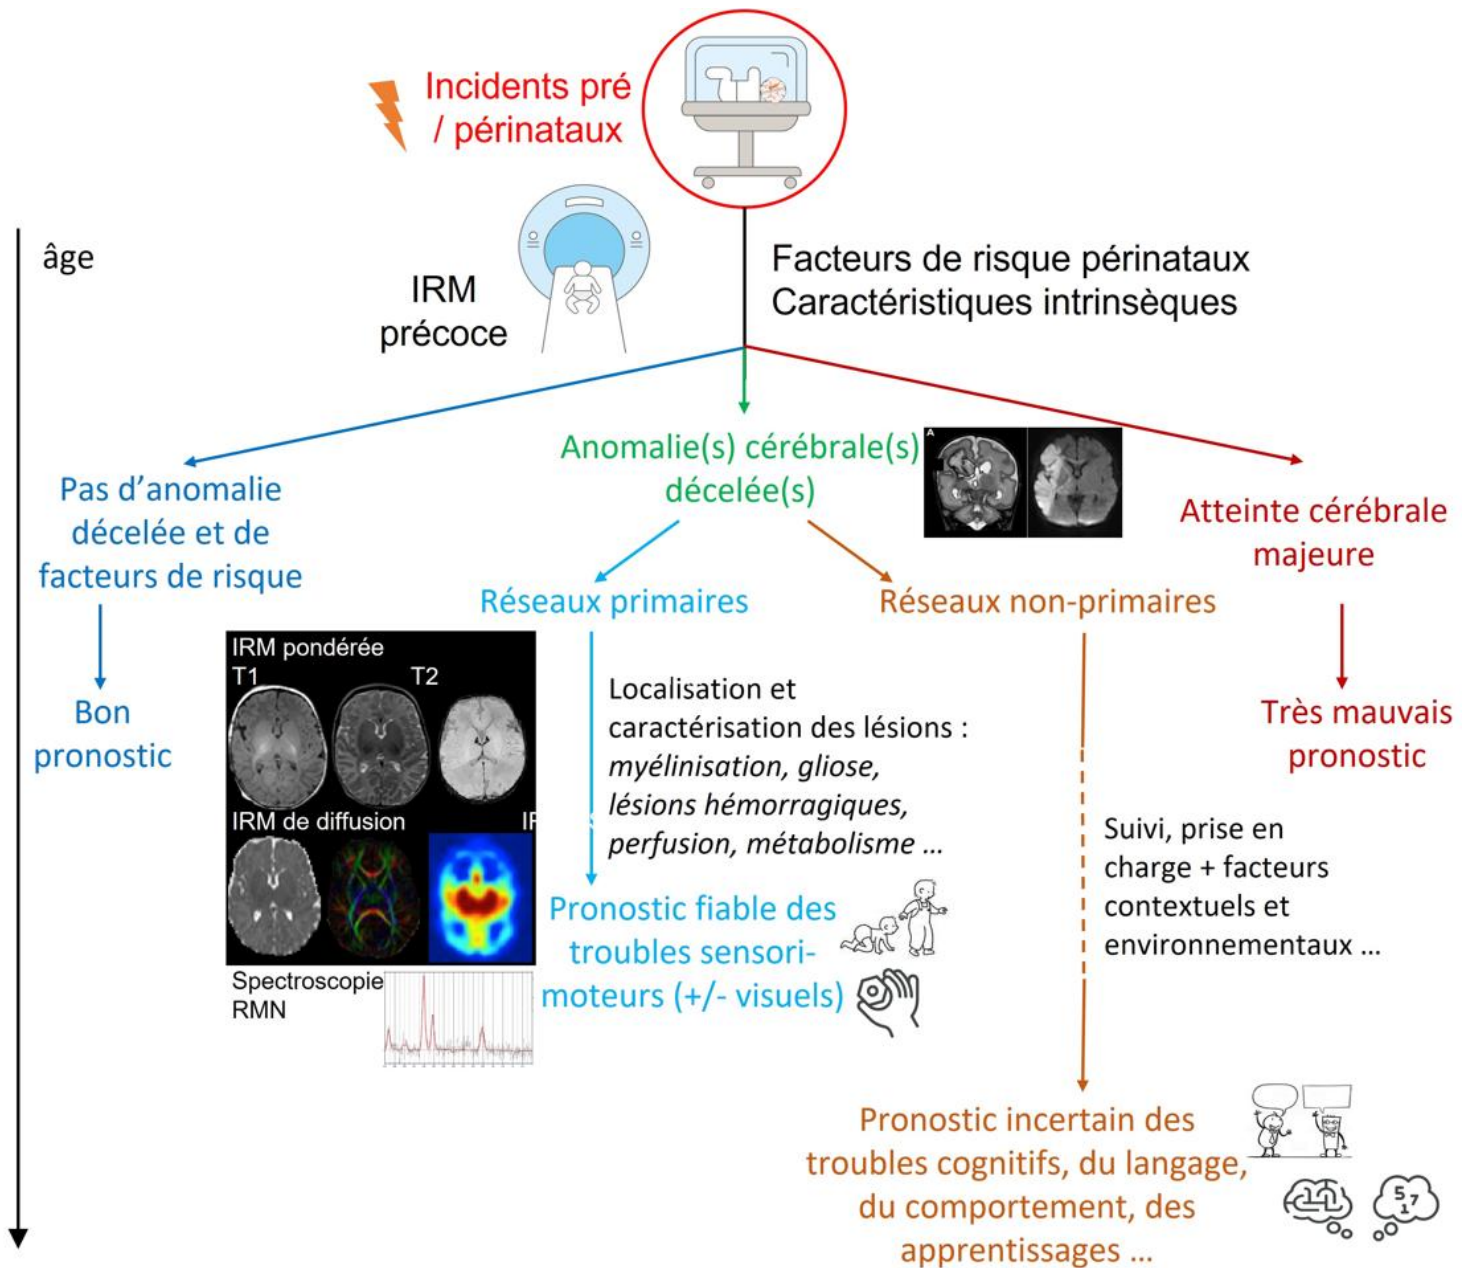 Incidents pré
/ périnataux
âge
IRM
précoce
Facteurs de risque périnataux
Caractéristiques intrinsèques
Pas d'anomalie
décelée et de
facteurs de risque
Bon
pronostic
Anomalie(s) cérébrale(s)
décelée(s)
A
Atteinte cérébrale
majeure
Très mauvais
pronostic
Réseaux primaires
Réseaux non-primaires
IRM pondérée
T1 T2
IRM de diffusion
Spectroscopie
RMN
Localisation et
caractérisation des lésions :
myélinisation, gliose,
lésions hémorragiques,
perfusion, métabolisme ...
Pronostic fiable des
troubles sensori-
moteurs (+/- visuels)
Suivi, prise en
charge + facteurs
contextuels et
environnementaux ...
Pronostic incertain des
troubles cognitifs, du langage,
du comportement, des
apprentissages ...
5 7
1